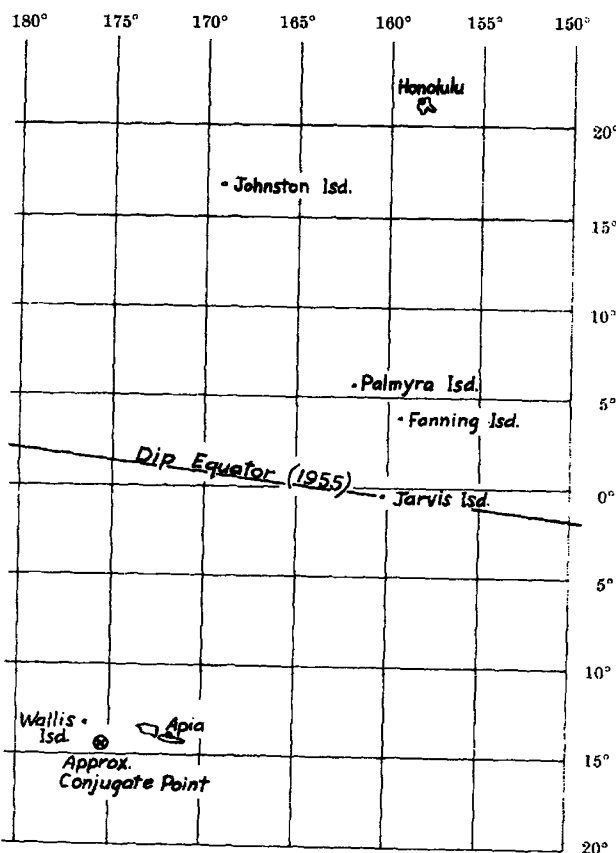 180° 175° 170° 165° 160° 155° 150°
Honolulu
20°
Johnston Isd.
15°
10°
Palmyra Isd.
5°
Fanning Isd.
Dip Equator (1955)
Jarvis Isd.
0°
5°
10°
Wallis
Isd.
Apia
15°
Approx.
Conjugate Point
20°